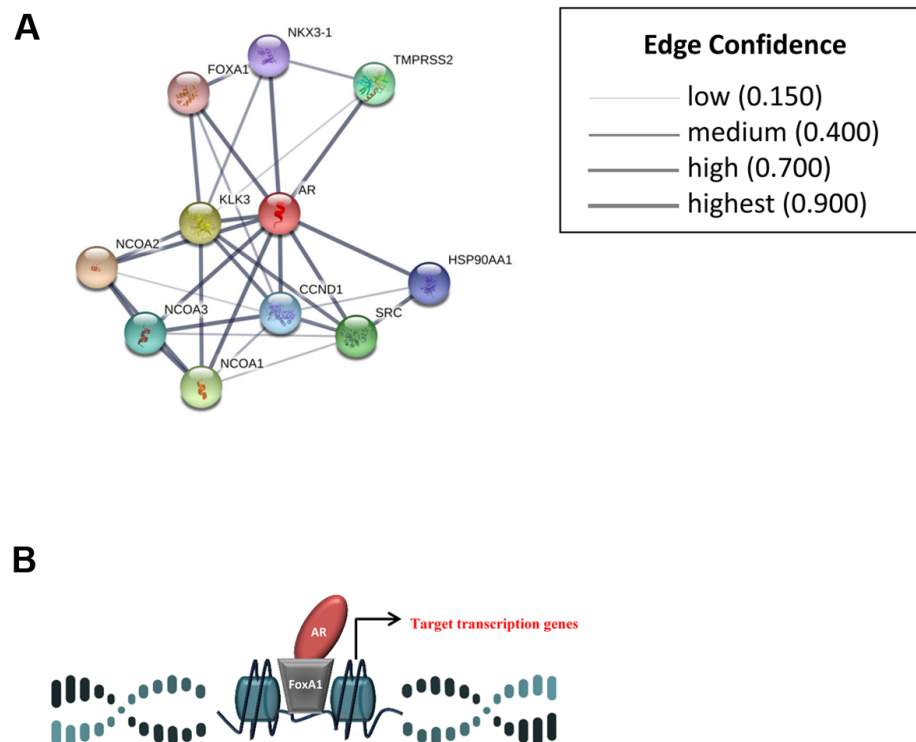 A
NKX3-1
TMPRSS2
FOXA1
KLK3
AR
NCOA2
HSP90AA1
CCND1
NCOA3
SRC
NCOA1
Edge Confidence
low (0.150)
medium (0.400)
high (0.700)
highest (0.900)
B
AR
Target transcription genes
FoxA1